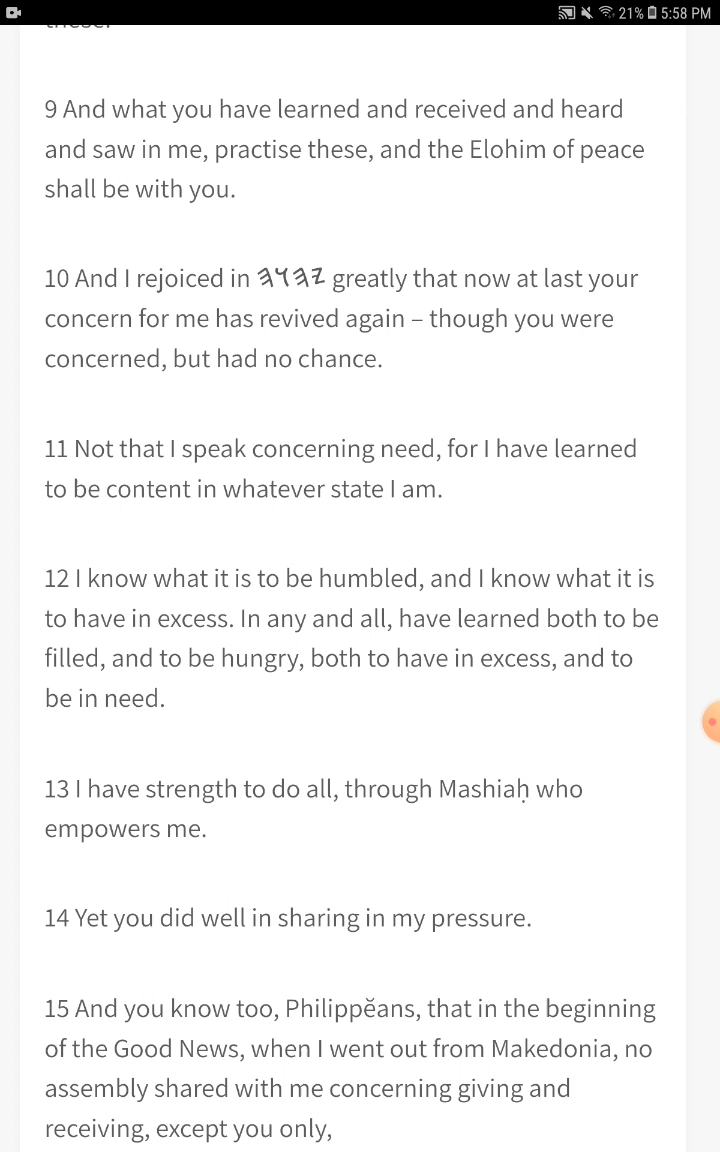 21% 5:58 PM
these.
9 And what you have learned and received and heard
and saw in me, practise these, and the Elohim of peace
shall be with you.
10 And I rejoiced in 𐤉𐤄𐤅𐤄 greatly that now at last your
concern for me has revived again – though you were
concerned, but had no chance.
11 Not that I speak concerning need, for I have learned
to be content in whatever state I am.
12 I know what it is to be humbled, and I know what it is
to have in excess. In any and all, have learned both to be
filled, and to be hungry, both to have in excess, and to
be in need.
13 I have strength to do all, through Mashiaḥ who
empowers me.
14 Yet you did well in sharing in my pressure.
15 And you know too, Philippĕans, that in the beginning
of the Good News, when I went out from Makedonia, no
assembly shared with me concerning giving and
receiving, except you only,